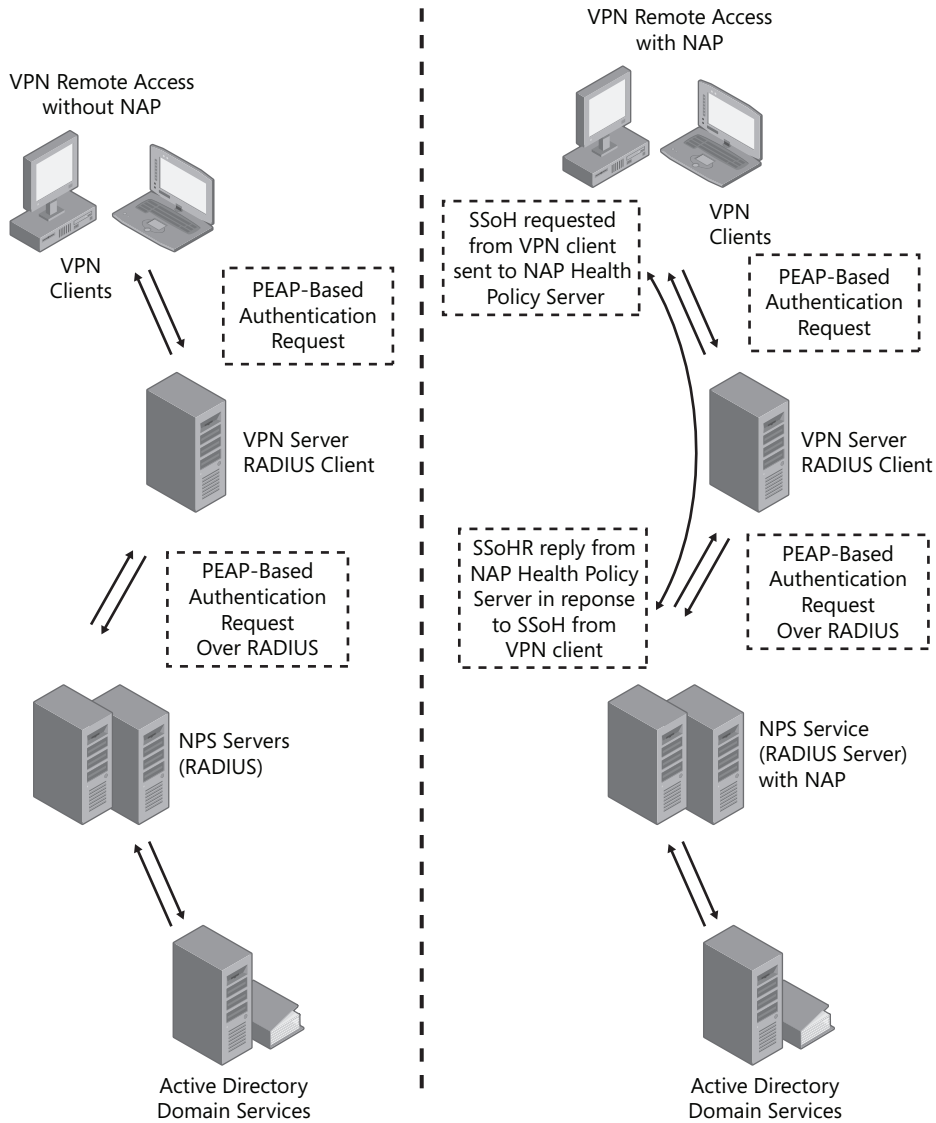 VPN Remote Access
without NAP
VPN
Clients
PEAP-Based
Authentication
Request
VPN Server
RADIUS Client
PEAP-Based
Authentication
Request
Over RADIUS
NPS Servers
(RADIUS)
Active Directory
Domain Services
VPN Remote Access
with NAP
VPN
Clients
SSoH requested
from VPN client
sent to NAP Health
Policy Server
PEAP-Based
Authentication
Request
VPN Server
RADIUS Client
SSoHR reply from
NAP Health Policy
Server in reponse
to SSoH from
VPN client
PEAP-Based
Authentication
Request
Over RADIUS
NPS Service
(RADIUS Server)
with NAP
Active Directory
Domain Services